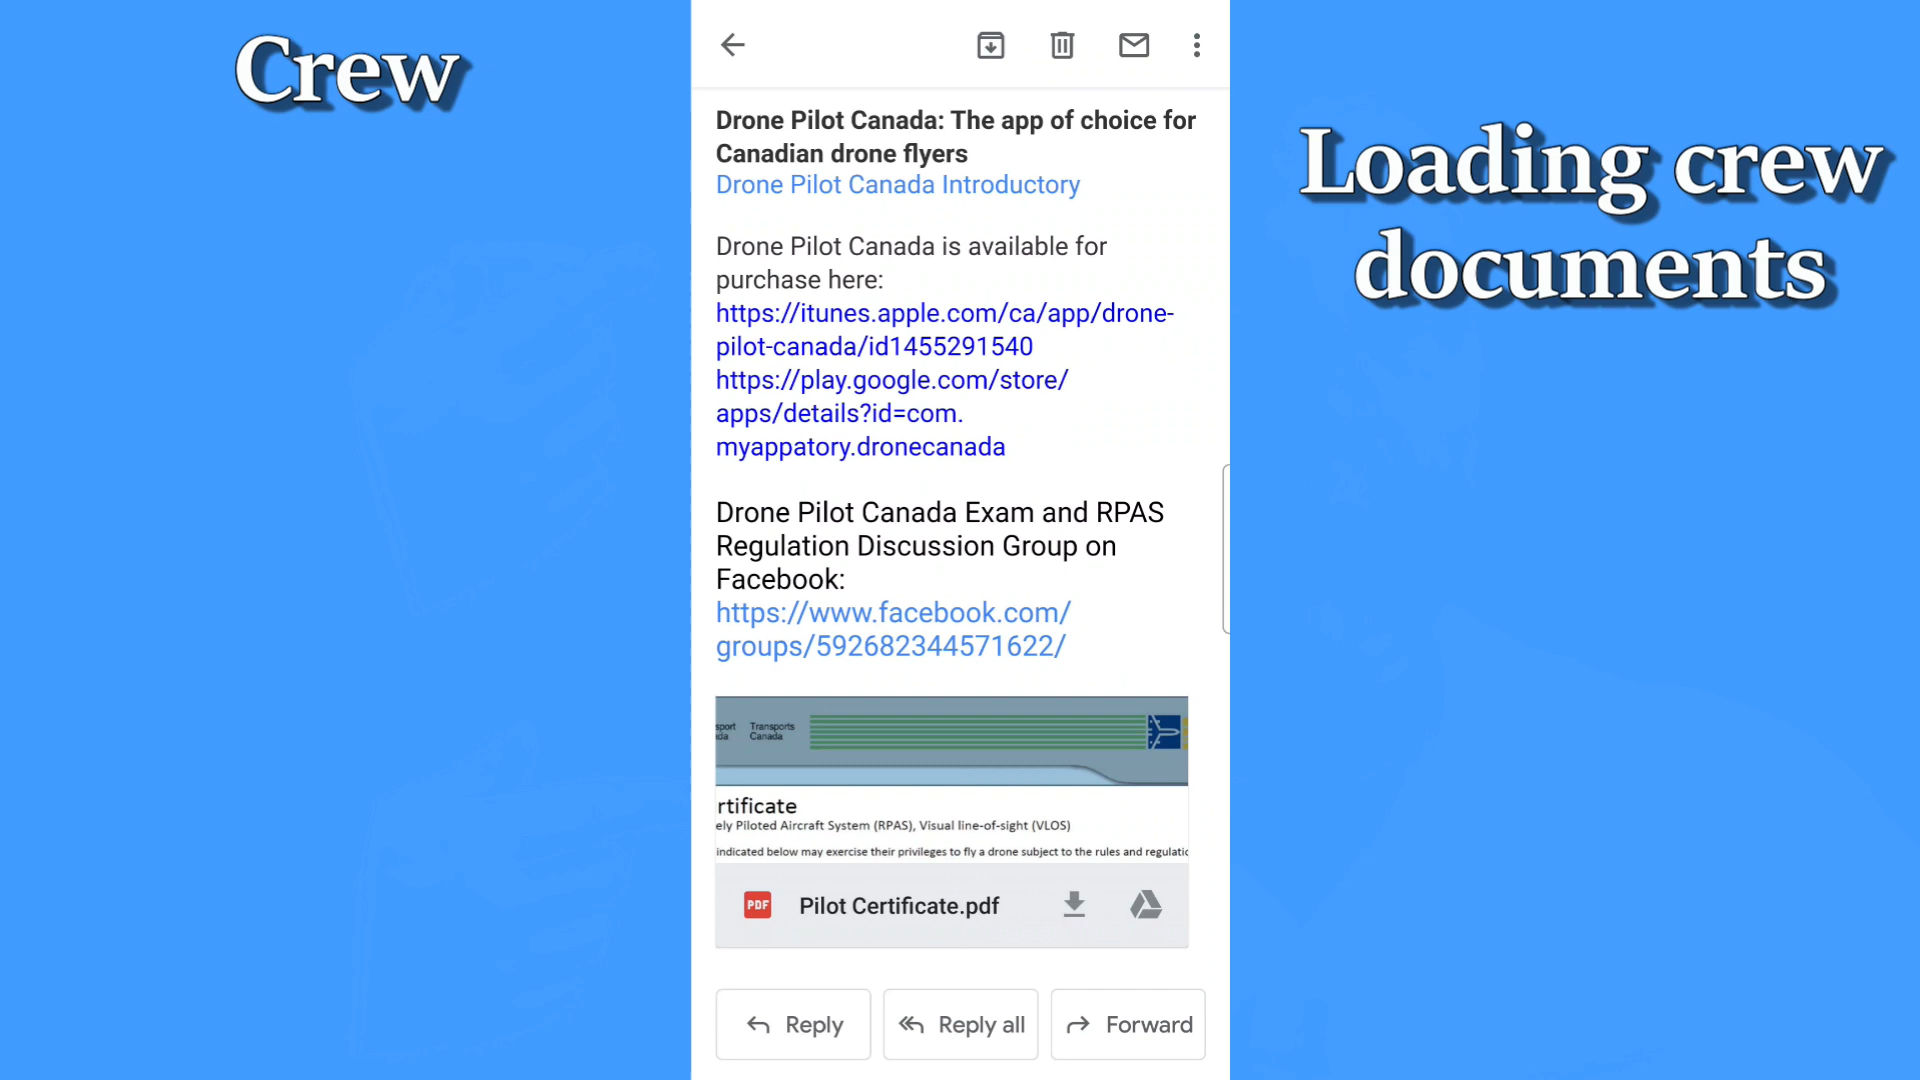 Crew
Loading crew
documents
Drone Pilot Canada: The app of choice for
Canadian drone flyers
Drone Pilot Canada Introductory
Drone Pilot Canada is available for
purchase here:
https://itunes.apple.com/ca/app/drone-
pilot-canada/id1455291540
https://play.google.com/store/
apps/details?id=com.
myappatory.dronecanada
Drone Pilot Canada Exam and RPAS
Regulation Discussion Group on
Facebook:
https://www.facebook.com/
groups/592682344571622/
sport Transports
da Canada
rtificate
ely Piloted Aircraft System (RPAS), Visual line-of-sight (VLOS)
indicated below may exercise their privileges to fly a drone subject to the rules and regulatio
PDF Pilot Certificate.pdf
Reply Reply all Forward